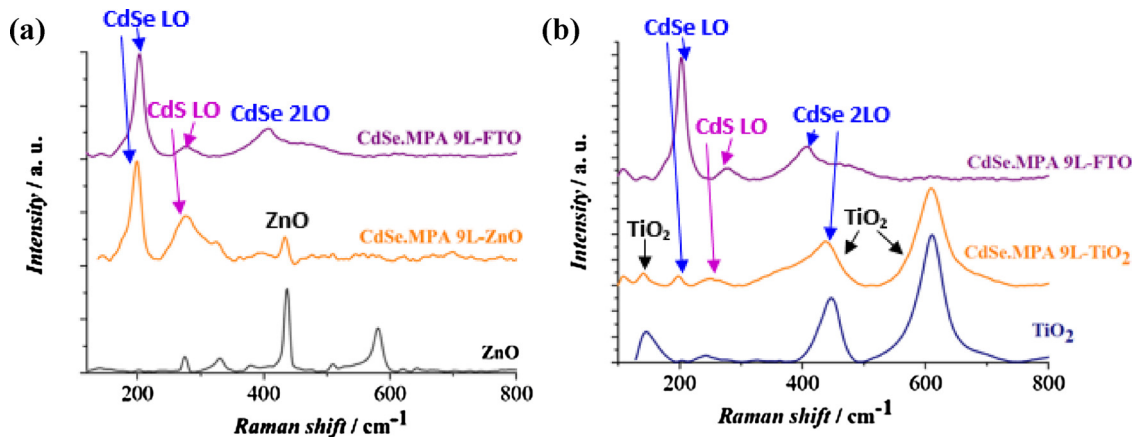 (a)
CdSe LO
CdS LO
CdSe 2LO
CdSe.MPA 9L-FTO
ZnO
CdSe.MPA 9L-ZnO
ZnO
Intensity / a. u.
200
400
600
800
Raman shift / cm-1
(b)
CdSe LO
CdS LO
CdSe 2LO
CdSe.MPA 9L-FTO
TiO2
TiO2
CdSe.MPA 9L-TiO2
TiO2
Intensity / a. u.
200
400
600
800
Raman shift / cm-1